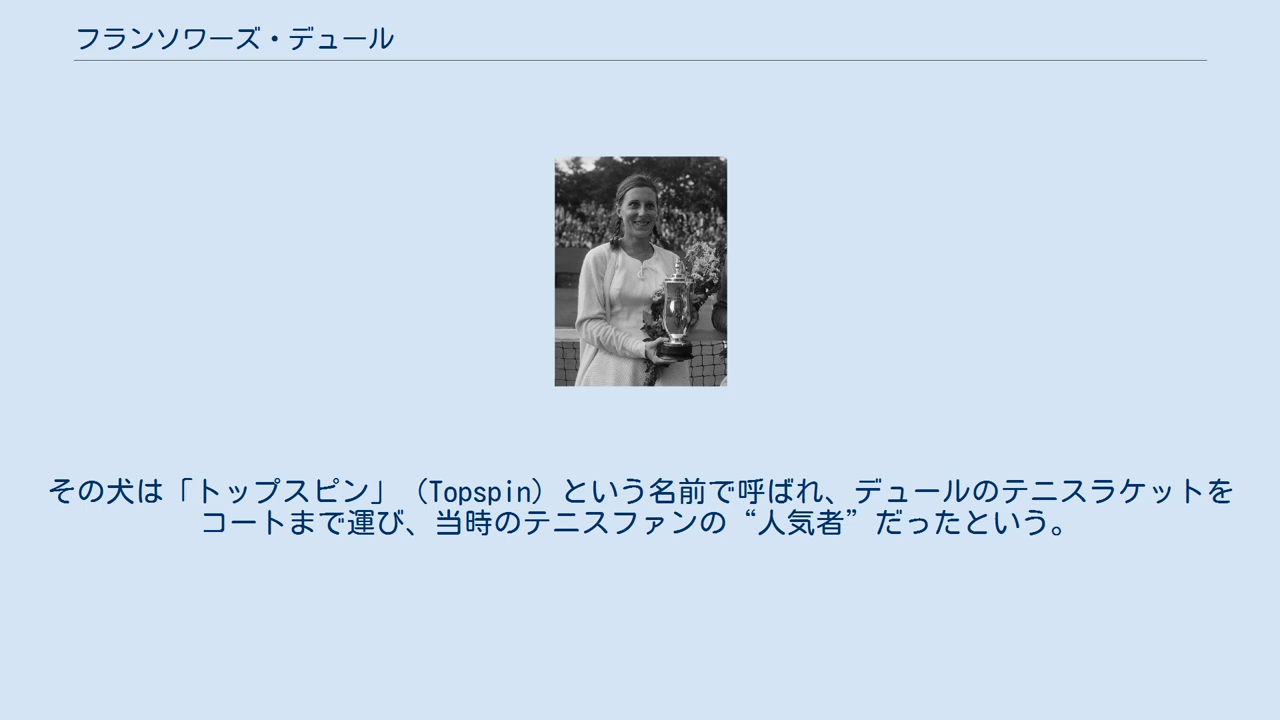 フランソワーズ・デュール
その犬は「トップスピン」（Topspin）という名前で呼ばれ、デュールのテニスラケットを
コートまで運び、当時のテニスファンの“人気者”だったという。